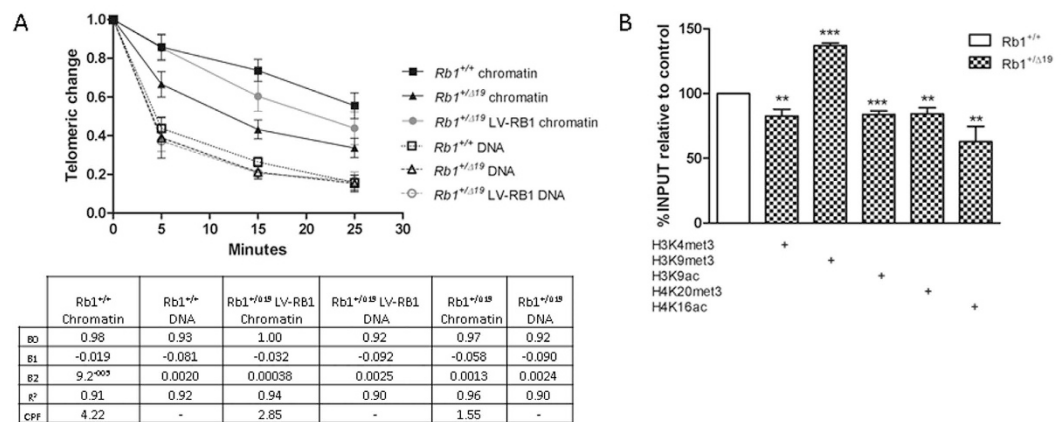 A
Telomeric change
1.0
0.8
0.6
0.4
0.2
0.0
0 5 10 15 20 25 30
Minutes
Rb1+/+ chromatin
Rb1+/Δ19 chromatin
Rb1+/Δ19 LV-RB1 chromatin
Rb1+/+ DNA
Rb1+/Δ19 DNA
Rb1+/Δ19 LV-RB1 DNA
Rb1+/+ Chromatin Rb1+/+ DNA Rb1+/Δ19 LV-RB1 Chromatin Rb1+/Δ19 LV-RB1 DNA Rb1+/Δ19 Chromatin Rb1+/Δ19 DNA
B0 0.98 0.93 1.00 0.92 0.97 0.92
B1 -0.019 -0.081 -0.032 -0.092 -0.058 -0.090
B2 9.2-005 0.0020 0.00038 0.0025 0.0013 0.0024
R2 0.91 0.92 0.94 0.90 0.96 0.90
CPF 4.22 - 2.85 - 1.55 -
B
%INPUT relative to control
150
100
50
0
** *** *** ** **
Rb1+/+
Rb1+/Δ19
H3K4met3 +
H3K9met3 +
H3K9ac +
H4K20met3 +
H4K16ac +